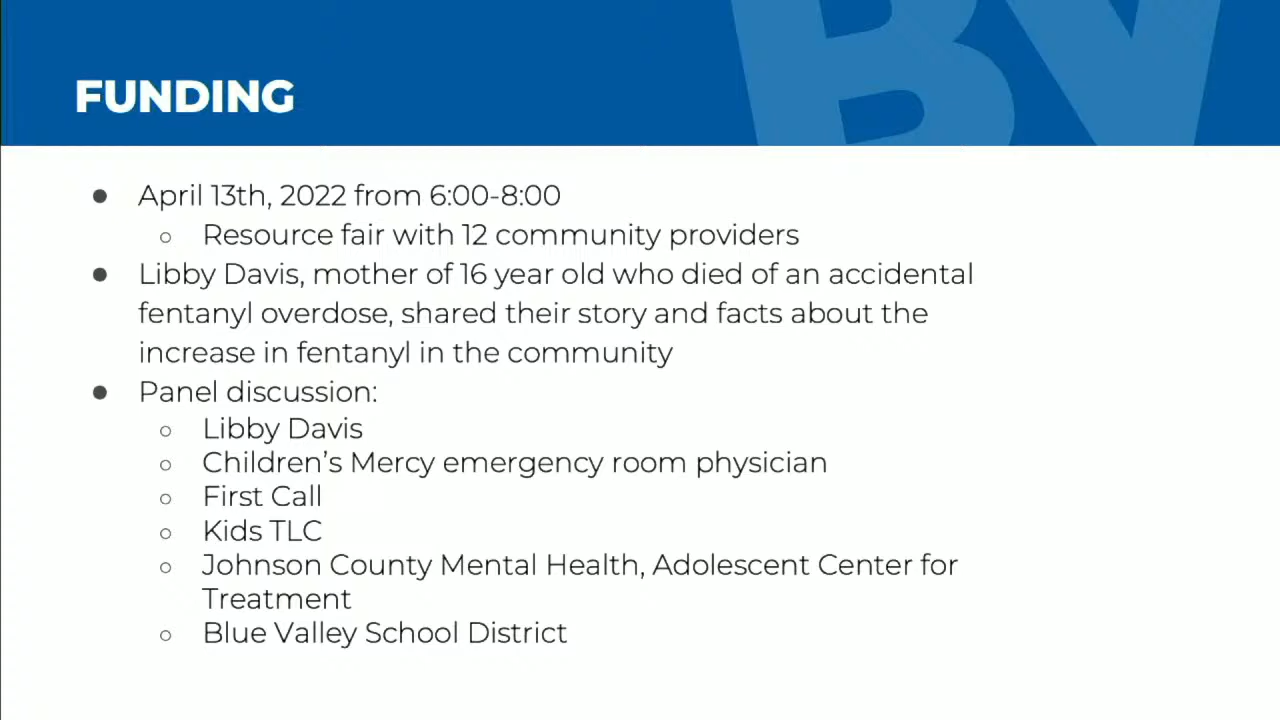 FUNDING
● April 13th, 2022 from 6:00-8:00
○ Resource fair with 12 community providers
● Libby Davis, mother of 16 year old who died of an accidental
fentanyl overdose, shared their story and facts about the
increase in fentanyl in the community
● Panel discussion:
○ Libby Davis
○ Children's Mercy emergency room physician
○ First Call
○ Kids TLC
○ Johnson County Mental Health, Adolescent Center for
Treatment
○ Blue Valley School District
BV